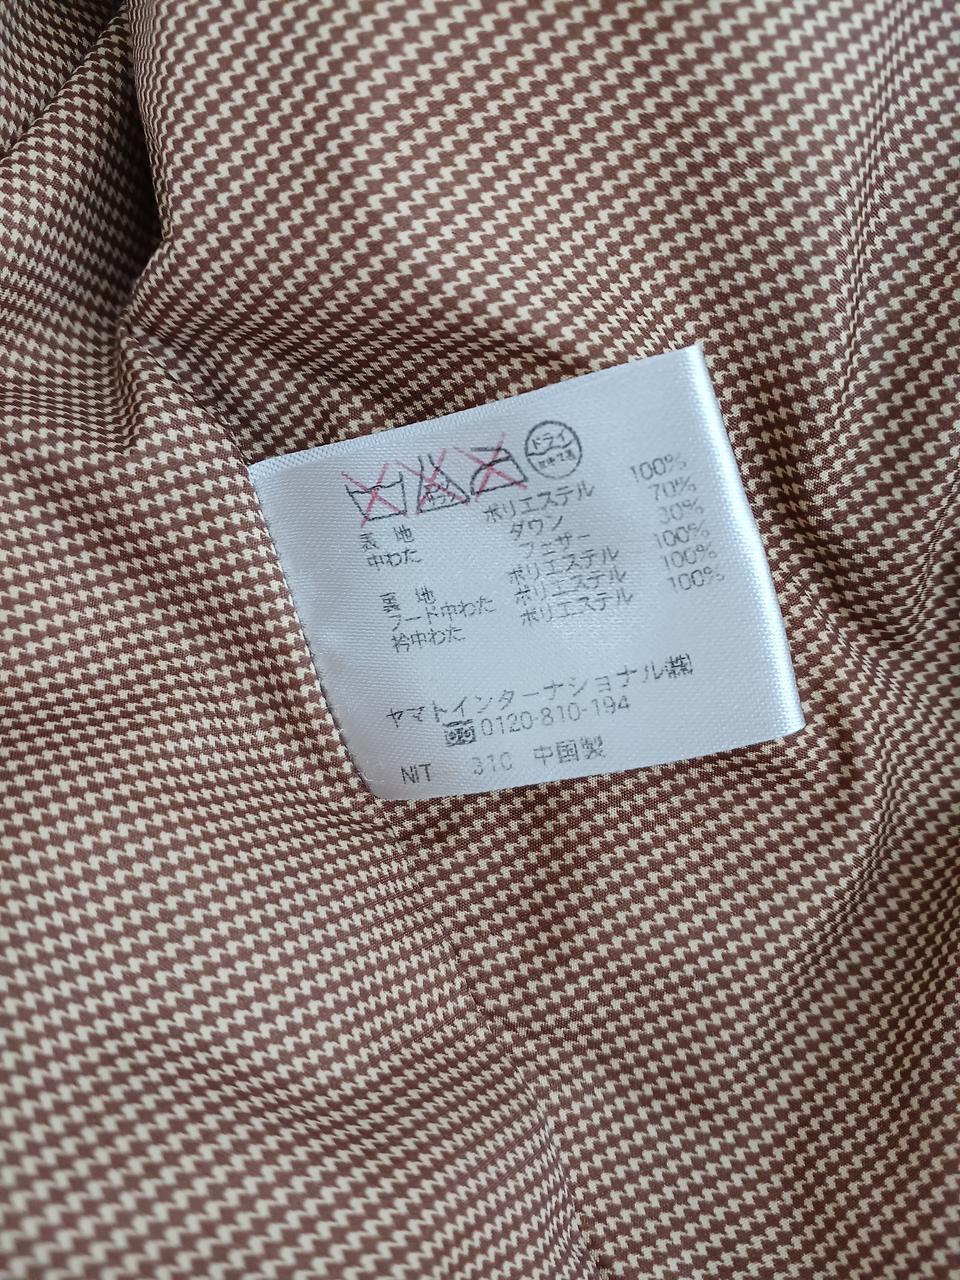 ドライ
表 地 ポリエステル 100%
中わた ダウン 70%
フェザー 30%
裏 地 ポリエステル 100%
フード中わた ポリエステル 100%
衿中わた ポリエステル 100%
ヤマトインターナショナル㈱
0120-810-194
NIT 310 中国製